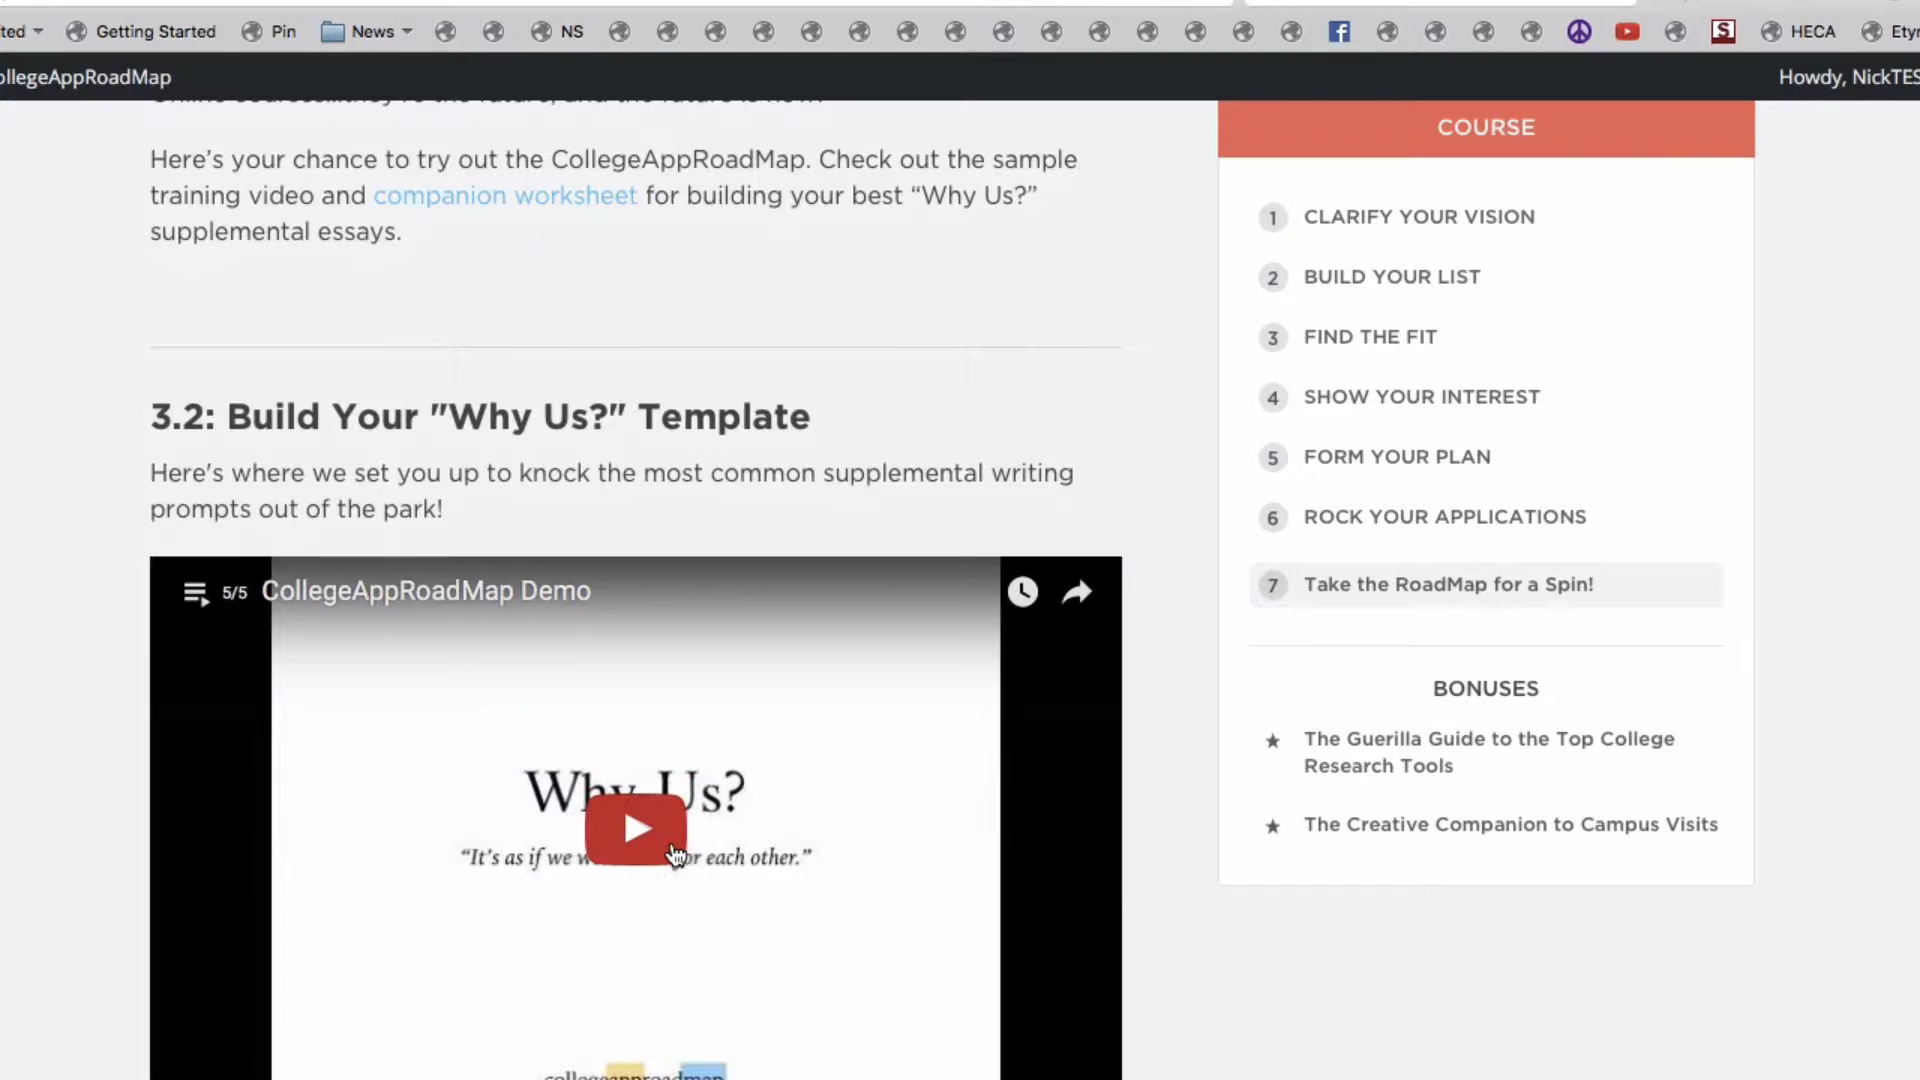 ted
Getting Started
Pin
News
NS
HECA
Ety
ollegeAppRoadMap
Howdy, NickTES
Here’s your chance to try out the CollegeAppRoadMap. Check out the sample
training video and companion worksheet for building your best “Why Us?”
supplemental essays.
3.2: Build Your "Why Us?" Template
Here's where we set you up to knock the most common supplemental writing
prompts out of the park!
5/5 CollegeAppRoadMap Demo
Why Us?
“It’s as if we w or each other.”
collegeapproadmap
COURSE
1 CLARIFY YOUR VISION
2 BUILD YOUR LIST
3 FIND THE FIT
4 SHOW YOUR INTEREST
5 FORM YOUR PLAN
6 ROCK YOUR APPLICATIONS
7 Take the RoadMap for a Spin!
BONUSES
★ The Guerilla Guide to the Top College
Research Tools
★ The Creative Companion to Campus Visits